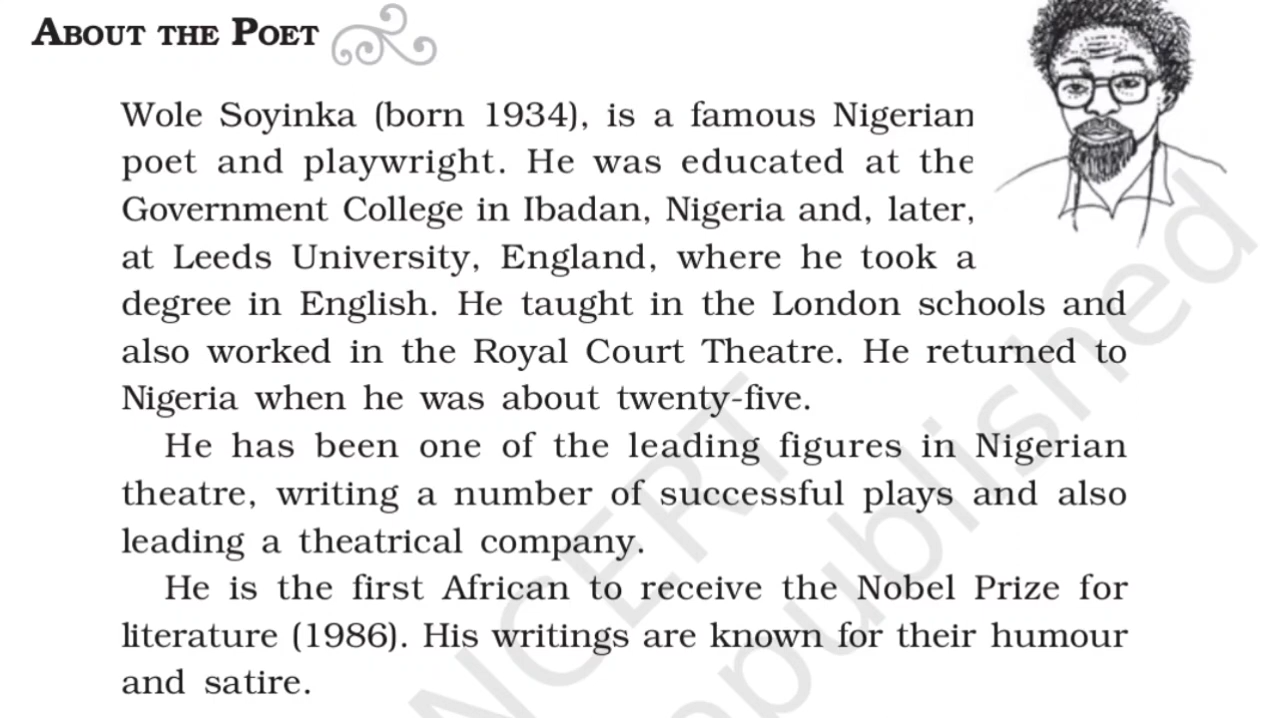 ABOUT THE POET
Wole Soyinka (born 1934), is a famous Nigerian
poet and playwright. He was educated at the
Government College in Ibadan, Nigeria and, later,
at Leeds University, England, where he took a
degree in English. He taught in the London schools and
also worked in the Royal Court Theatre. He returned to
Nigeria when he was about twenty-five.
He has been one of the leading figures in Nigerian
theatre, writing a number of successful plays and also
leading a theatrical company.
He is the first African to receive the Nobel Prize for
literature (1986). His writings are known for their humour
and satire.
NCERT
republished